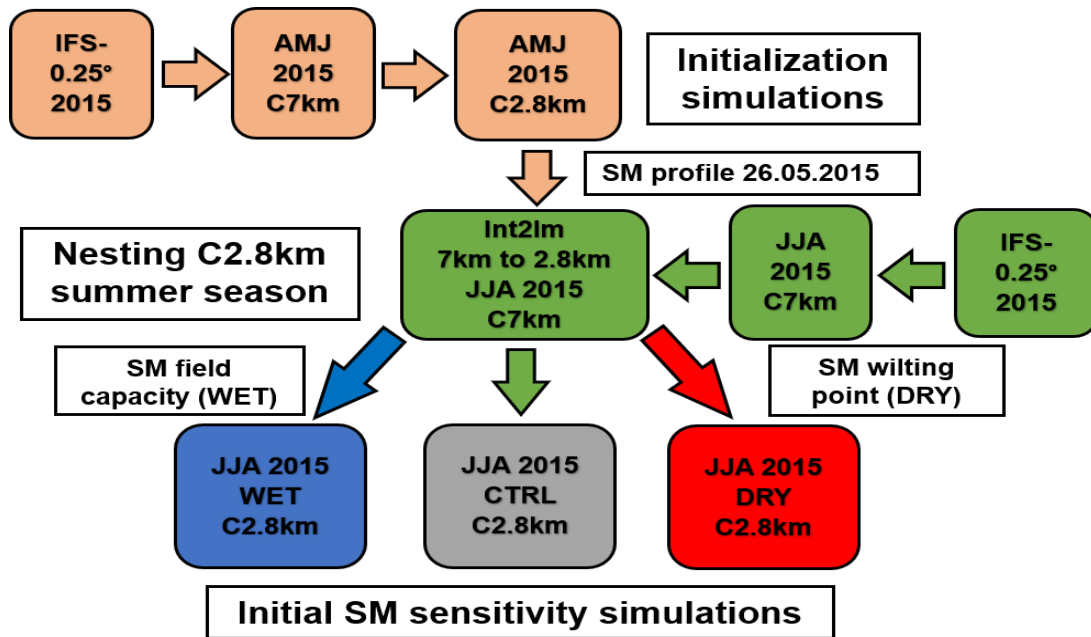 IFS-
0.25°
2015
AMJ
2015
C7km
AMJ
2015
C2.8km
Initialization
simulations
SM profile 26.05.2015
Nesting C2.8km
summer season
Int2lm
7km to 2.8km
JJA 2015
C7km
JJA
2015
C7km
IFS-
0.25°
2015
SM field
capacity (WET)
SM wilting
point (DRY)
JJA 2015
WET
C2.8km
JJA 2015
CTRL
C2.8km
JJA 2015
DRY
C2.8km
Initial SM sensitivity simulations